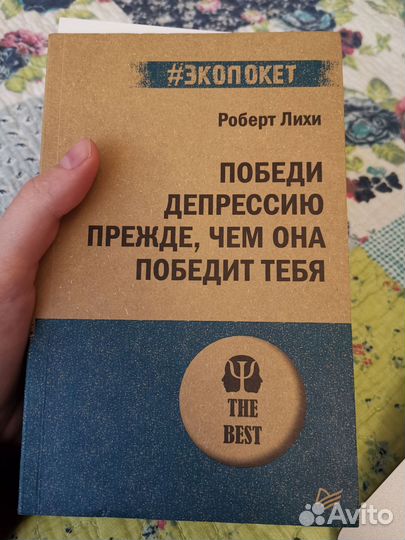 #ЭКОПОКЕТ
Роберт Лихи
ПОБЕДИ
ДЕПРЕССИЮ
ПРЕЖДЕ, ЧЕМ ОНА
ПОБЕДИТ ТЕБЯ
Ψ
THE
BEST
Avito